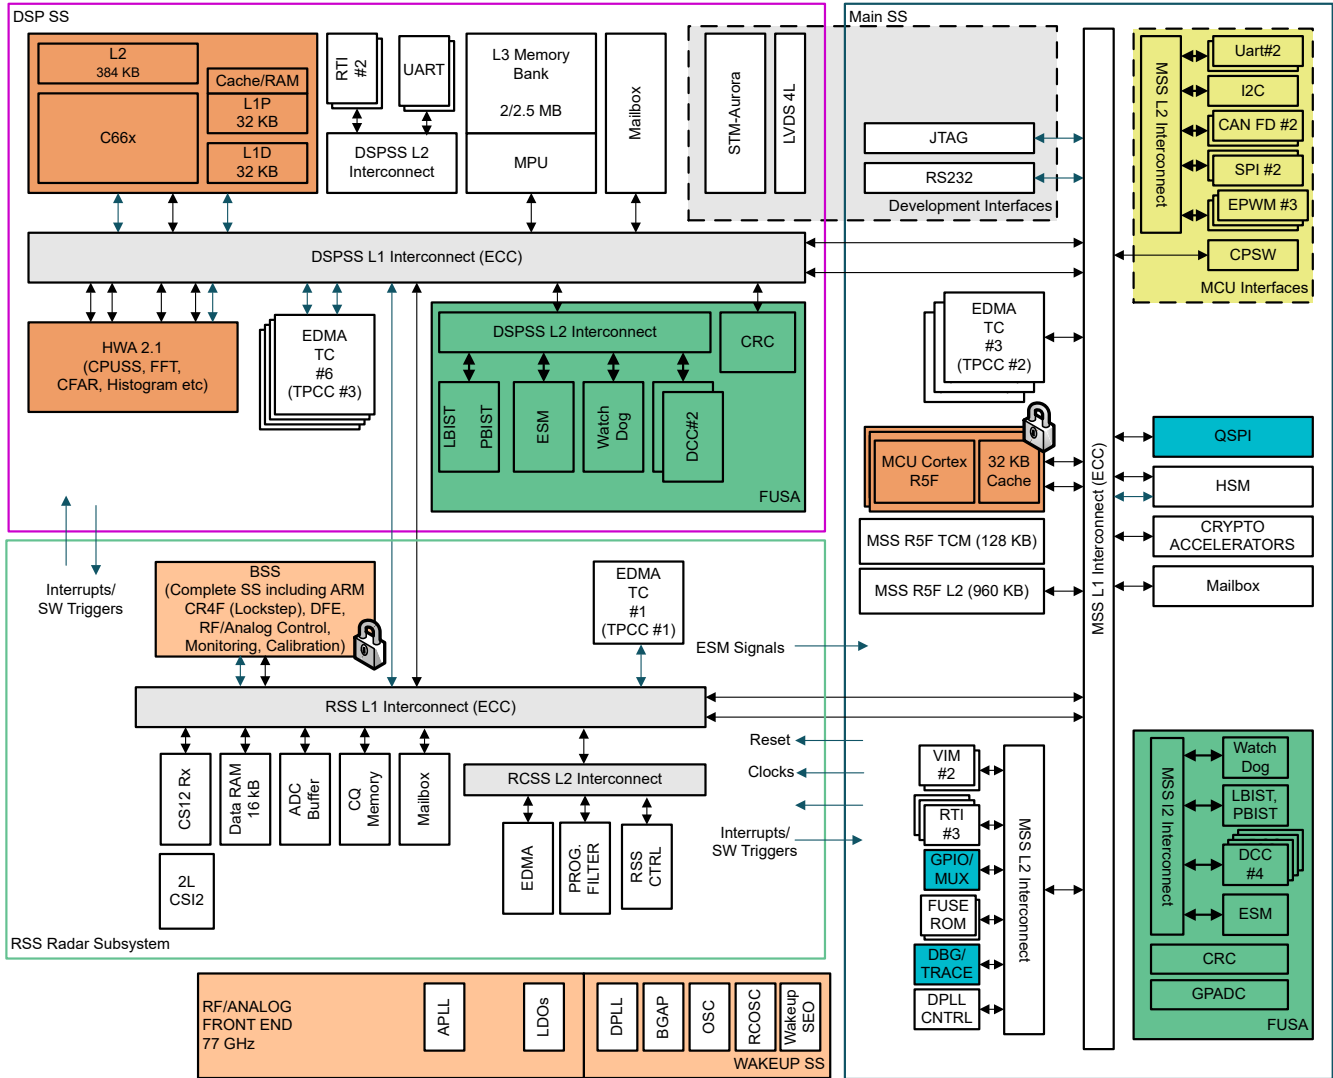 DSP SS
L2
384 KB
C66x
Cache/RAM
L1P
32 KB
L1D
32 KB
RTI
#2
UART
DSPSS L2
Interconnect
L3 Memory
Bank
2/2.5 MB
MPU
Mailbox
DSPSS L1 Interconnect (ECC)
HWA 2.1
(CPUSS, FFT,
CFAR, Histogram etc)
EDMA
TC
#6
(TPCC #3)
DSPSS L2 Interconnect
CRC
LBIST
PBIST
ESM
Watch
Dog
DCC#2
FUSA
STM-Aurora
LVDS 4L
JTAG
RS232
Development Interfaces
Main SS
MSS L1 Interconnect (ECC)
MSS L2 Interconnect
Uart#2
I2C
CAN FD #2
SPI #2
EPWM #3
CPSW
MCU Interfaces
EDMA
TC
#3
(TPCC #2)
MCU Cortex
R5F
32 KB
Cache
MSS R5F TCM (128 KB)
MSS R5F L2 (960 KB)
QSPI
HSM
CRYPTO
ACCELERATORS
Mailbox
Interrupts/
SW Triggers
BSS
(Complete SS including ARM
CR4F (Lockstep), DFE,
RF/Analog Control,
Monitoring, Calibration)
EDMA
TC
#1
(TPCC #1)
ESM Signals
RSS L1 Interconnect (ECC)
CS12 Rx
Data RAM
16 kB
ADC
Buffer
CQ
Memory
Mailbox
RCSS L2 Interconnect
EDMA
PROG.
FILTER
RSS
CTRL
2L
CSI2
RSS Radar Subsystem
Reset
Clocks
Interrupts/
SW Triggers
VIM
#2
RTI
#3
GPIO/
MUX
FUSE
ROM
DBG/
TRACE
DPLL
CNTRL
MSS L2 Interconnect
MSS l2 Interconnect
Watch
Dog
LBIST,
PBIST
DCC
#4
ESM
CRC
GPADC
FUSA
RF/ANALOG
FRONT END
77 GHz
APLL
LDOs
DPLL
BGAP
OSC
RCOSC
Wakeup
SEO
WAKEUP SS